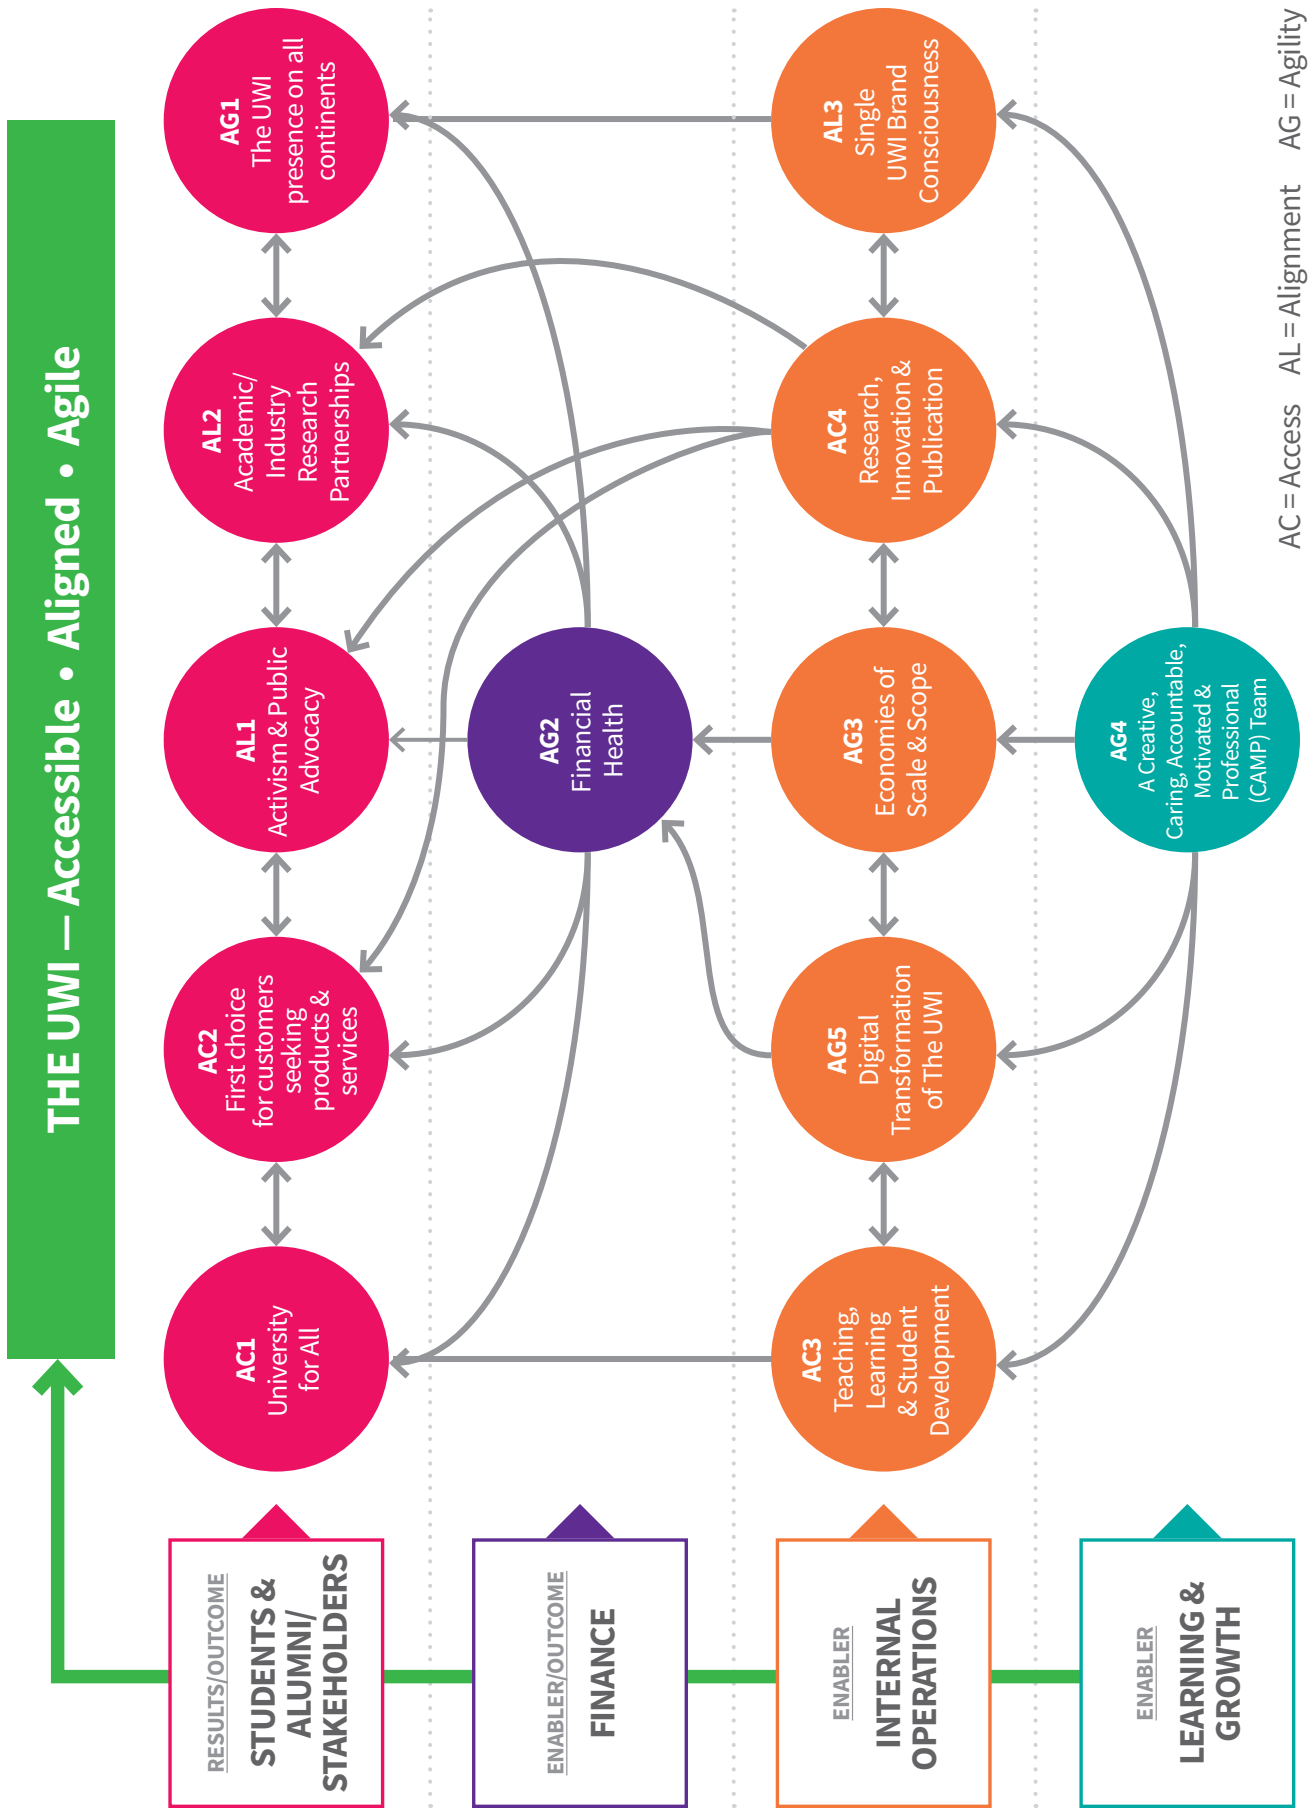 THE UWI — Accessible • Aligned • Agile
RESULTS/OUTCOME
STUDENTS &
ALUMNI/
STAKEHOLDERS
AC1
University
for All
AC2
First choice
for customers
seeking
products &
services
AL1
Activism & Public
Advocacy
AL2
Academic/
Industry
Research
Partnerships
AG1
The UWI
presence on all
continents
ENABLER/OUTCOME
FINANCE
AG2
Financial
Health
ENABLER
INTERNAL
OPERATIONS
AC3
Teaching,
Learning
& Student
Development
AG5
Digital
Transformation
of The UWI
AG3
Economies of
Scale & Scope
AC4
Research,
Innovation &
Publication
AL3
Single
UWI Brand
Consciousness
ENABLER
LEARNING &
GROWTH
AG4
A Creative,
Caring, Accountable,
Motivated &
Professional
(CAMP) Team
AC = Access AL = Alignment AG = Agility